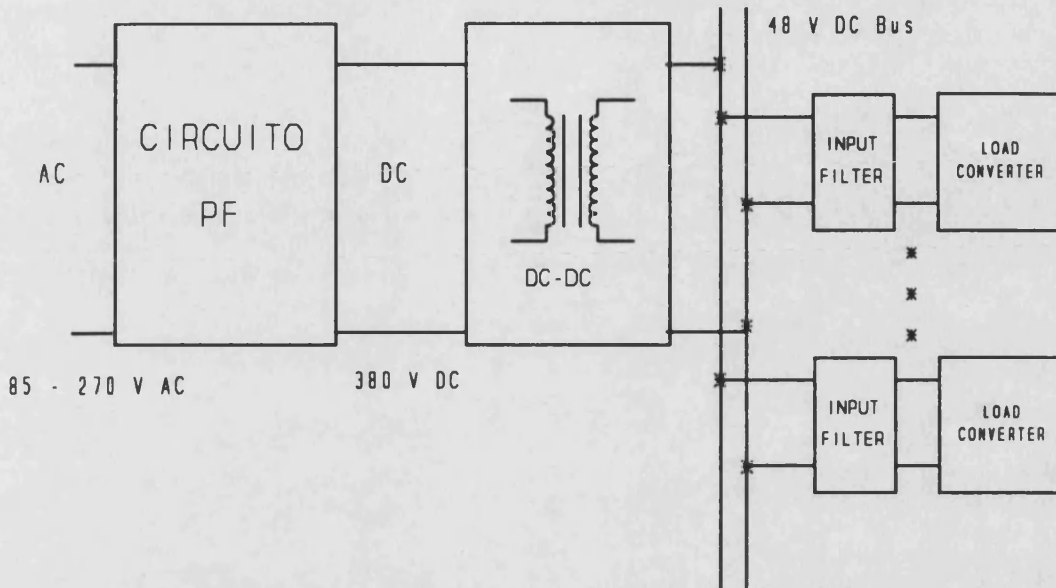 48 V DC Bus
CIRCUITO
PF
AC
DC
DC-DC
85 - 270 V AC
380 V DC
INPUT
FILTER
LOAD
CONVERTER
INPUT
FILTER
LOAD
CONVERTER